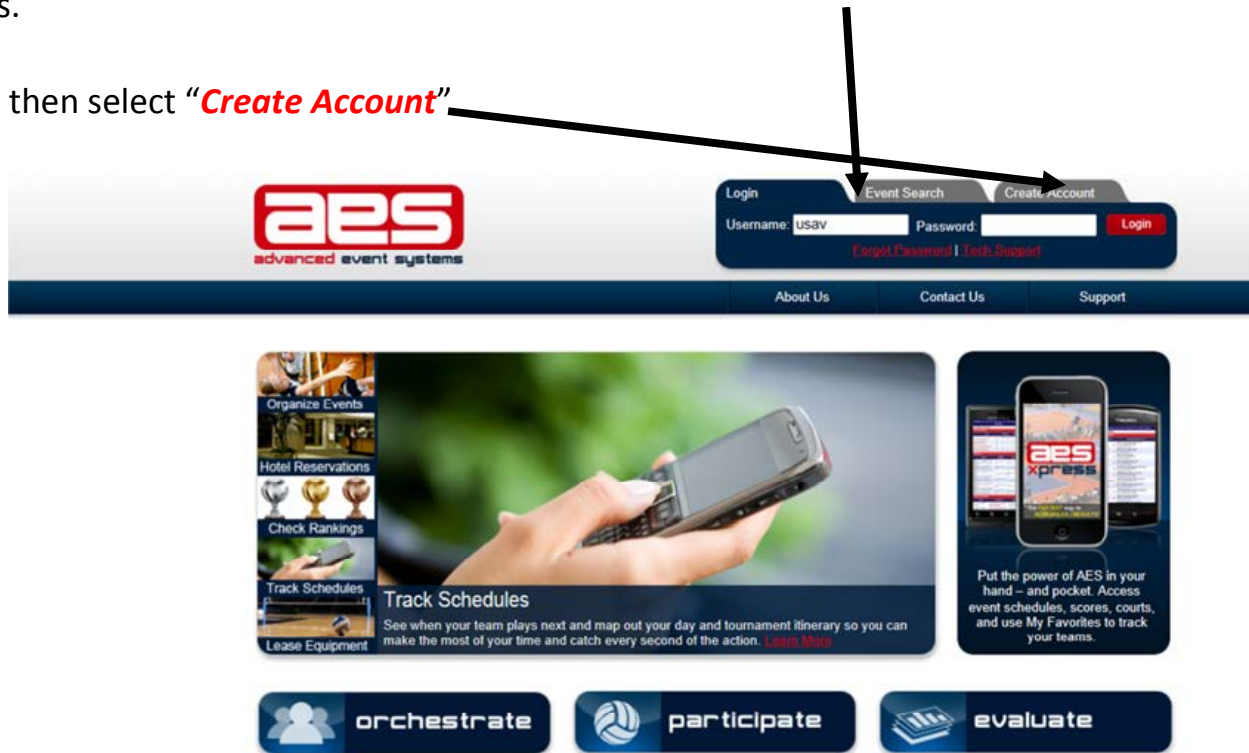 s.
then select “Create Account”
aes
advanced event systems
Login
Event Search
Create Account
Username: usav
Password:
Login
Forgot Password | Tech Support
About Us
Contact Us
Support
Organize Events
Hotel Reservations
Check Rankings
Track Schedules
Lease Equipment
Track Schedules
See when your team plays next and map out your day and tournament itinerary so you can
make the most of your time and catch every second of the action. Learn More
aes
xpress
Put the power of AES in your
hand – and pocket. Access
event schedules, scores, courts,
and use My Favorites to track
your teams.
orchestrate
participate
evaluate